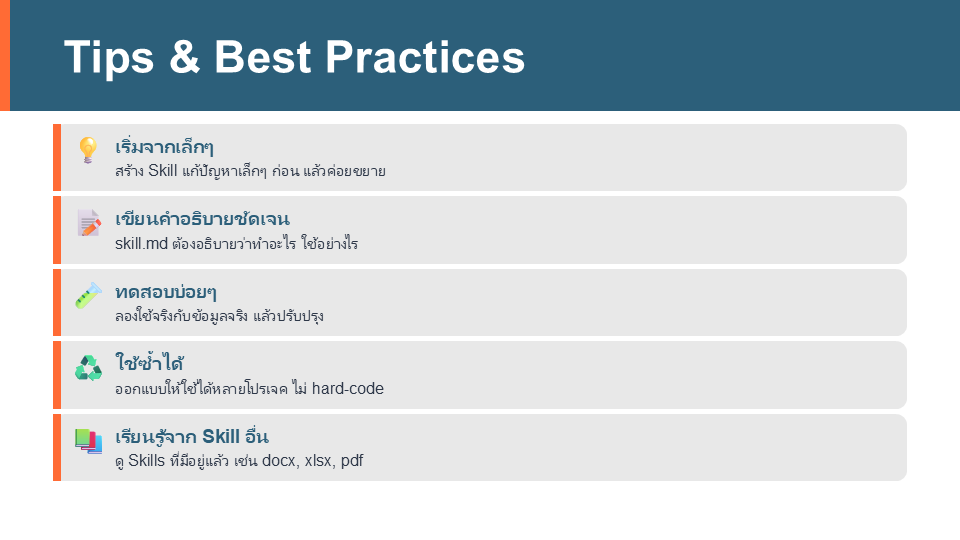 Tips & Best Practices
เริ่มจากเล็กๆ
สร้าง Skill แก้ปัญหาเล็กๆ ก่อน แล้วค่อยขยาย
เขียนคำอธิบายชัดเจน
skill.md ต้องอธิบายว่าทำอะไร ใช้อย่างไร
ทดสอบบ่อยๆ
ลองใช้จริงกับข้อมูลจริง แล้วปรับปรุง
ใช้ซ้ำได้
ออกแบบให้ใช้ได้หลายโปรเจค ไม่ hard-code
เรียนรู้จาก Skill อื่น
ดู Skills ที่มีอยู่แล้ว เช่น docx, xlsx, pdf